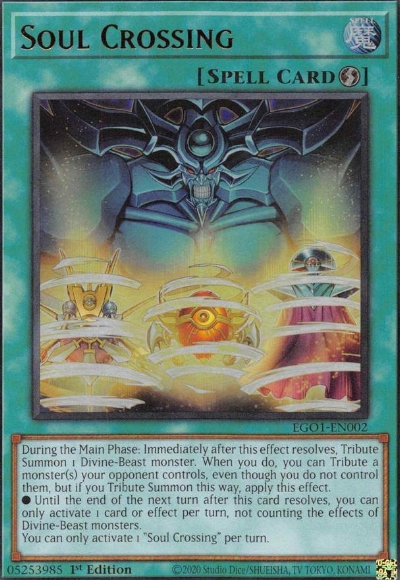 SOUL CROSSING
SPELL
魔
[SPELL CARD]
EGO1-EN002
During the Main Phase: Immediately after this effect resolves, Tribute
Summon 1 Divine-Beast monster. When you do, you can Tribute a
monster(s) your opponent controls, even though you do not control
them, but if you Tribute Summon this way, apply this effect.
● Until the end of the next turn after this card resolves, you can
only activate 1 card or effect per turn, not counting the effects of
Divine-Beast monsters.
You can only activate 1 "Soul Crossing" per turn.
05253985 1st Edition ©2020 Studio Dice/SHUEISHA, TV TOKYO, KONAMI